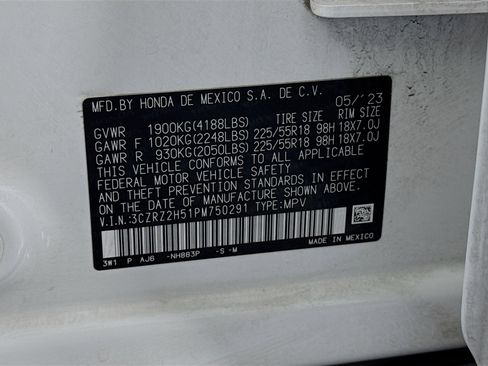 MFD.BY HONDA DE MEXICO S.A. DE C.V.
05/'23
TIRE SIZE RIM SIZE
GVWR 1900KG(4188LBS)
GAWR F 1020KG(2248LBS) 225/55R18 98H 18X7.0J
GAWR R 930KG(2050LBS) 225/55R18 98H 18X7.0J
THIS VEHICLE CONFORMS TO ALL APPLICABLE
FEDERAL MOTOR VEHICLE SAFETY
AND THEFT PREVENTION STANDARDS IN EFFECT
ON THE DATE OF MANUFACTURE SHOWN ABOVE.
V.I.N:3CZRZ2H51PM750291 TYPE:MPV
MADE IN MEXICO
3W1 P AJ6 -NH883P -S -M